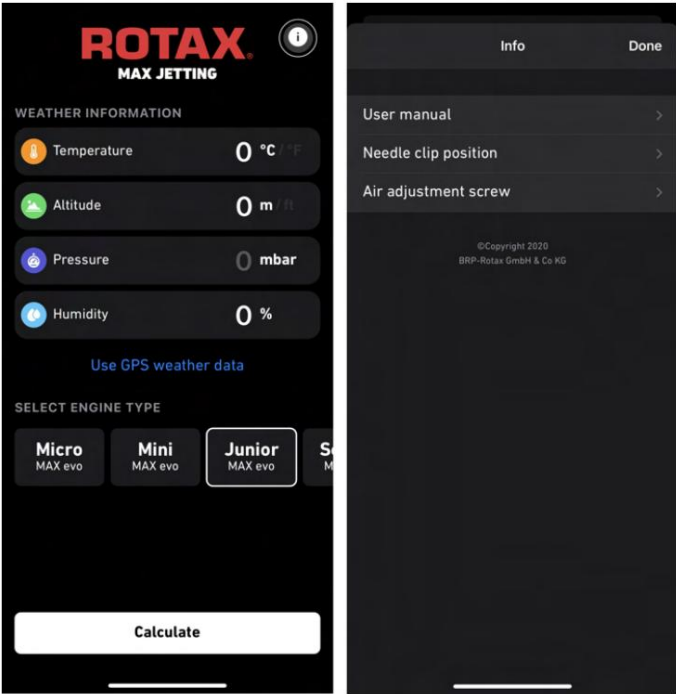 ROTAX.
MAX JETTING
i
WEATHER INFORMATION
Temperature
0 °C / °F
Altitude
0 m / ft
Pressure
0 mbar
Humidity
0 %
Use GPS weather data
SELECT ENGINE TYPE
Micro
MAX evo
Mini
MAX evo
Junior
MAX evo
Se
M
Calculate
Info
Done
User manual
Needle clip position
Air adjustment screw
©Copyright 2020
BRP-Rotax GmbH & Co KG